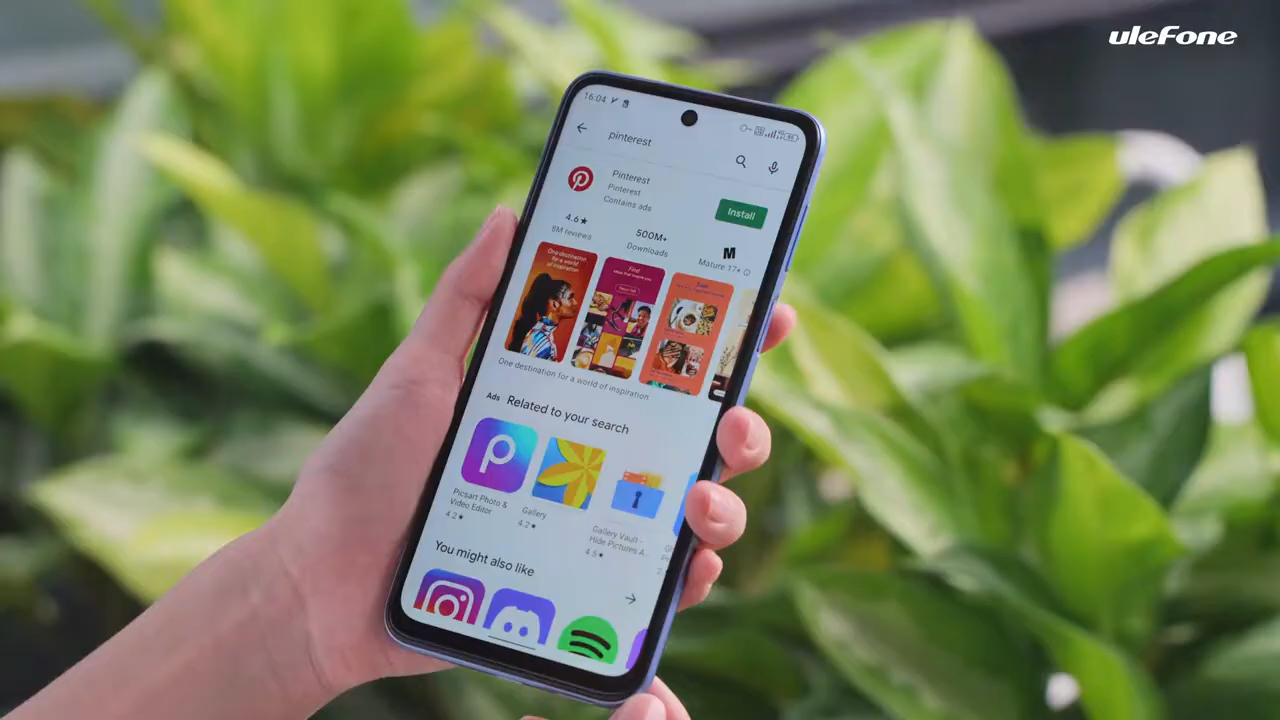 uleFone
16:04
pinterest
Pinterest
Pinterest
Contains ads
Install
4.6★
8M reviews
500M+
Downloads
M
Mature 17+
One destination
for a world
of inspiration
Find
One destination for a world of inspiration
Ads Related to your search
Picsart Photo &
Video Editor
4.2★
Gallery
4.2★
Gallery Vault -
Hide Pictures A..
4.5★
You might also like